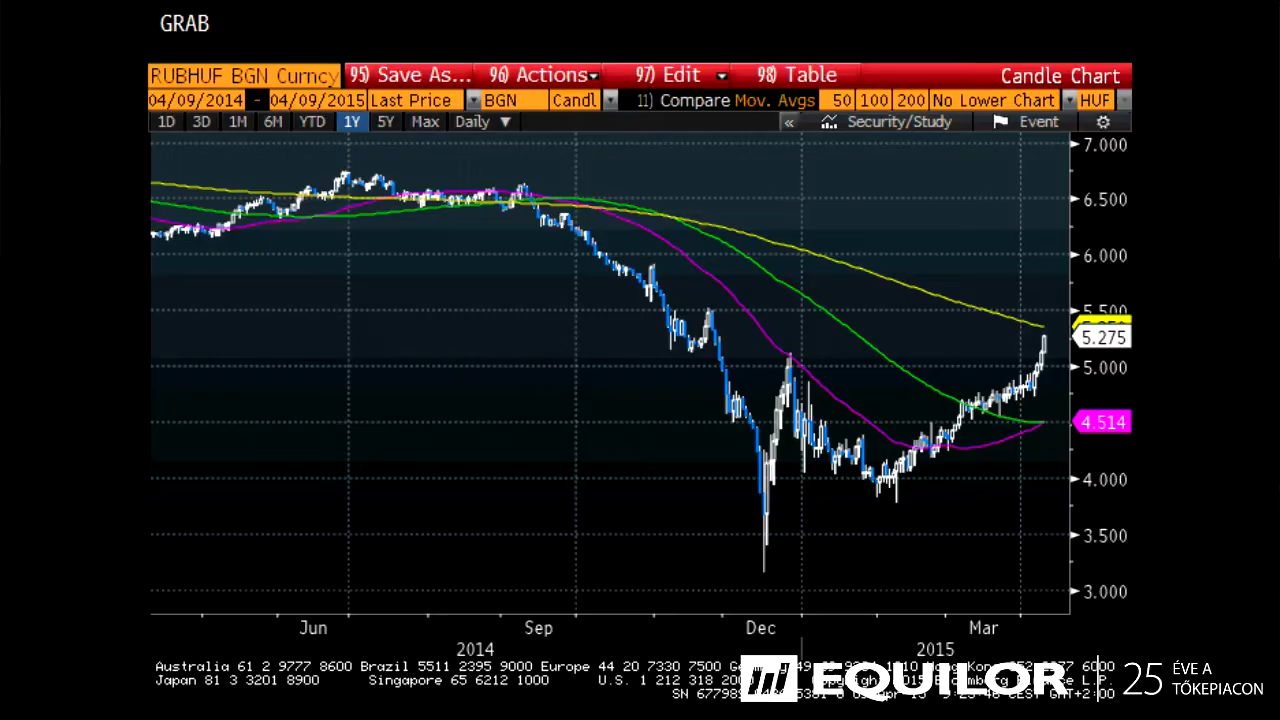 GRAB
RUBHUF BGN Curncy 95) Save As... 96) Actions 97) Edit 98) Table Candle Chart
04/09/2014 - 04/09/2015 Last Price BGN Candl 11) Compare Mov. Avgs 50 100 200 No Lower Chart HUF
1D 3D 1M 6M YTD 1Y 5Y Max Daily ▼ « Security/Study Event
7.000
6.500
6.000
5.500
5.275
5.000
4.514
4.000
3.500
3.000
Jun Sep Dec Mar
2014 2015
Australia 61 2 9777 8600 Brazil 5511 2395 9000 Europe 44 20 7330 7500
Japan 81 3 3201 8900 Singapore 65 6212 1000 U.S. 1 212 318 2000
EQUILOR 25 ÉVE A TŐKEPIACON